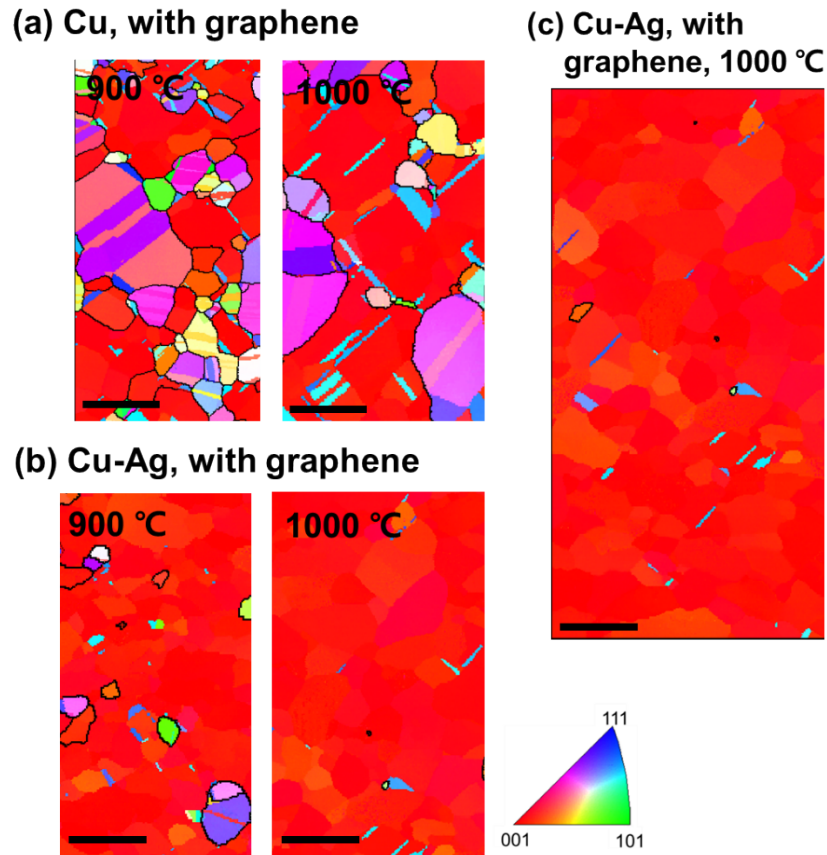 (a) Cu, with graphene
900 ℃
1000 ℃
(b) Cu-Ag, with graphene
900 ℃
1000 ℃
(c) Cu-Ag, with
graphene, 1000 ℃
111
001
101